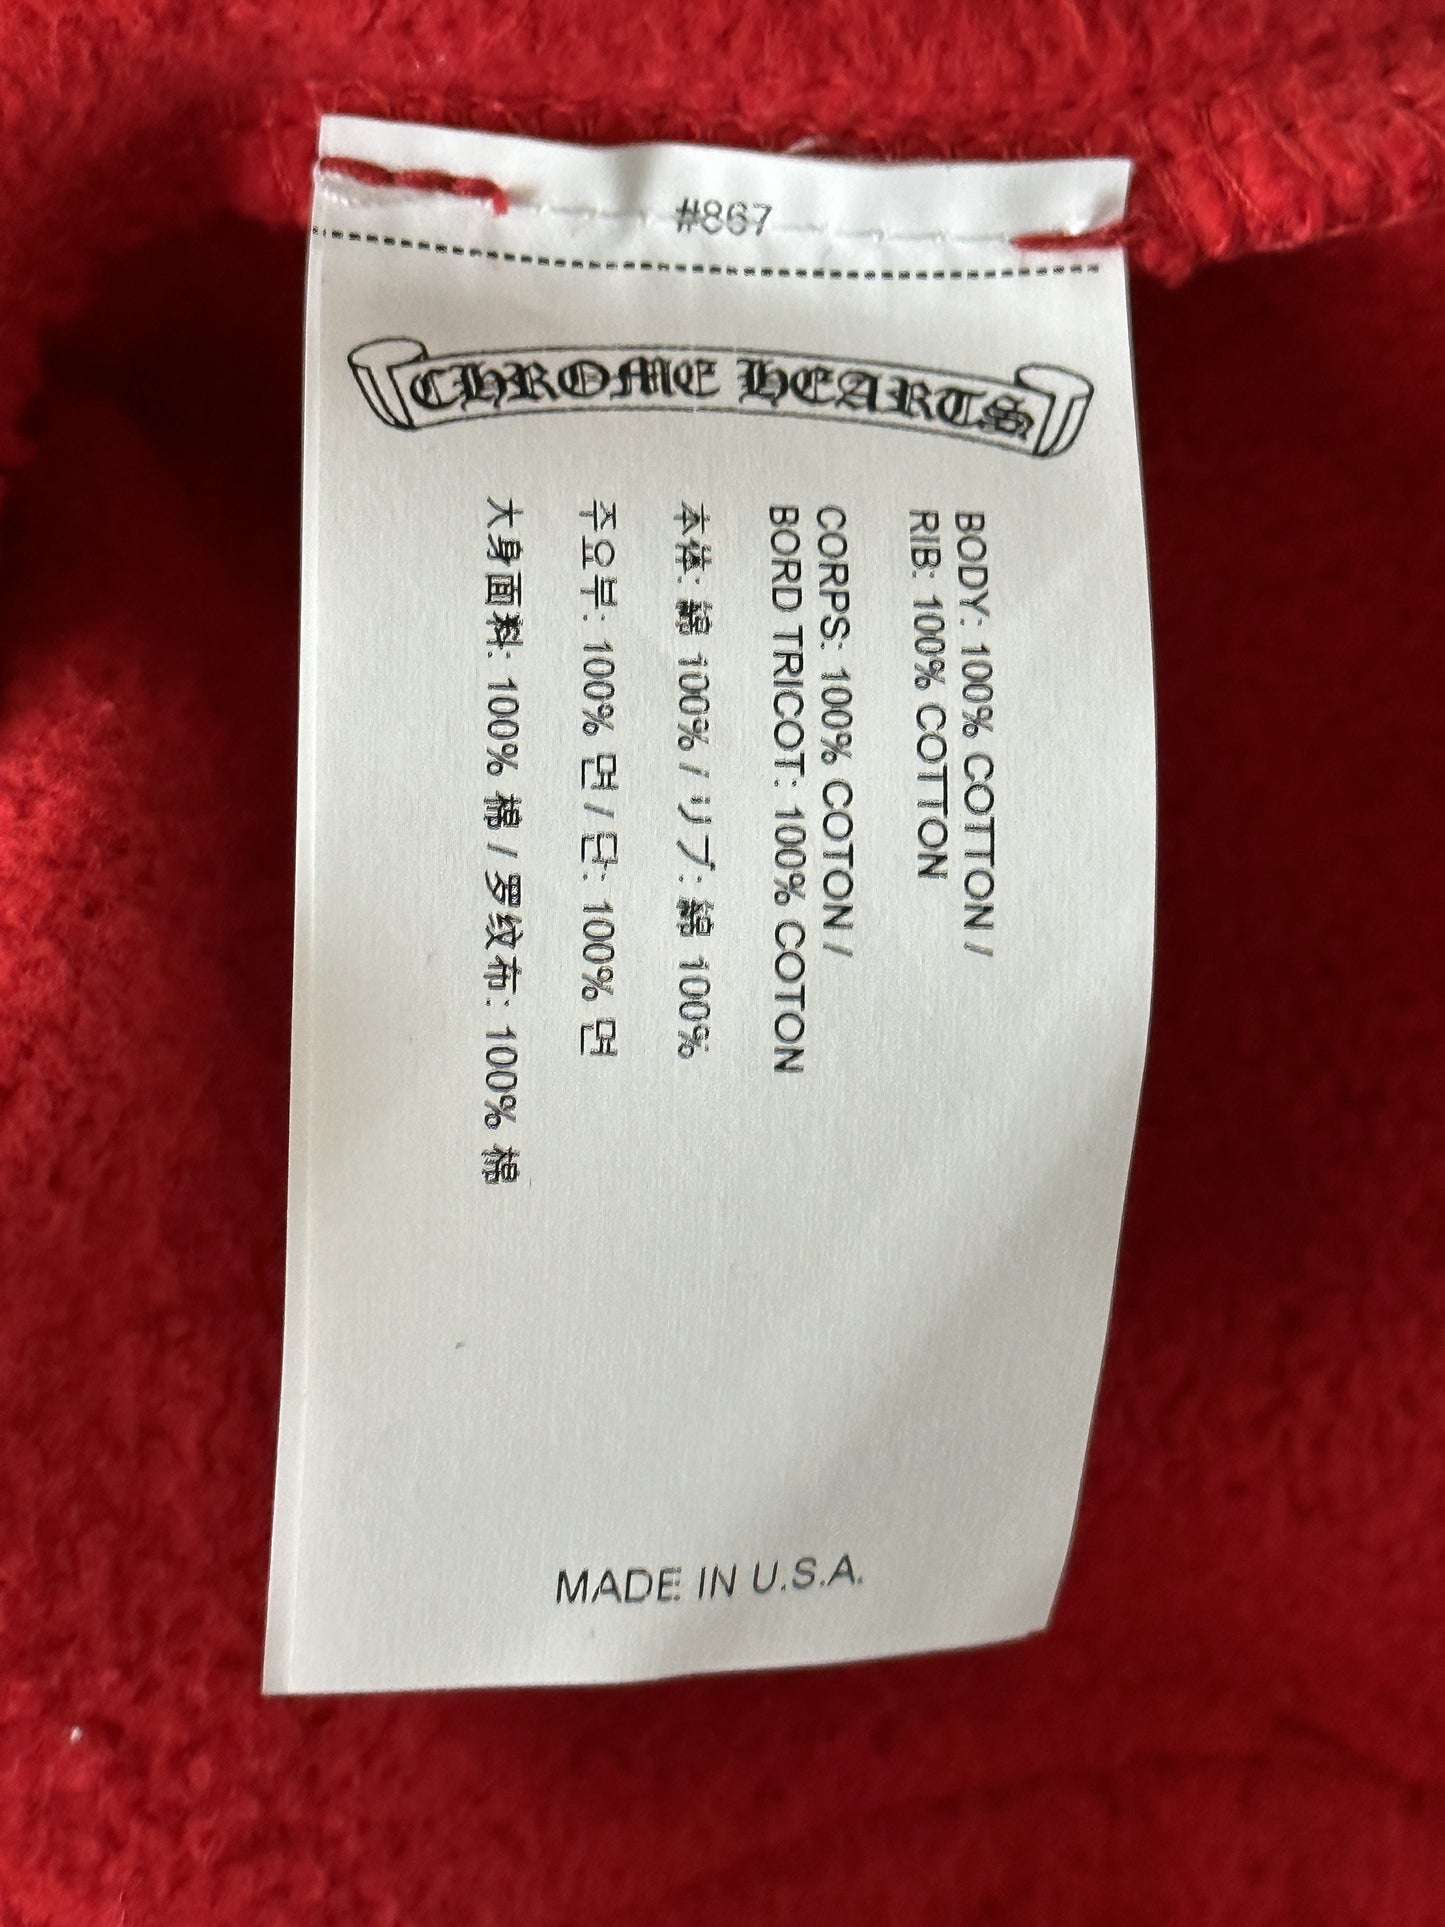 #867
CHROME HEARTS
BODY: 100% COTTON /
RIB: 100% COTTON
CORPS: 100% COTON /
BORD TRICOT: 100% COTON
本体: 綿 100% / リブ: 綿 100%
주요부: 100% 면 / 단: 100% 면
大身面料: 100% 棉 / 罗纹布: 100% 棉
MADE IN U.S.A.